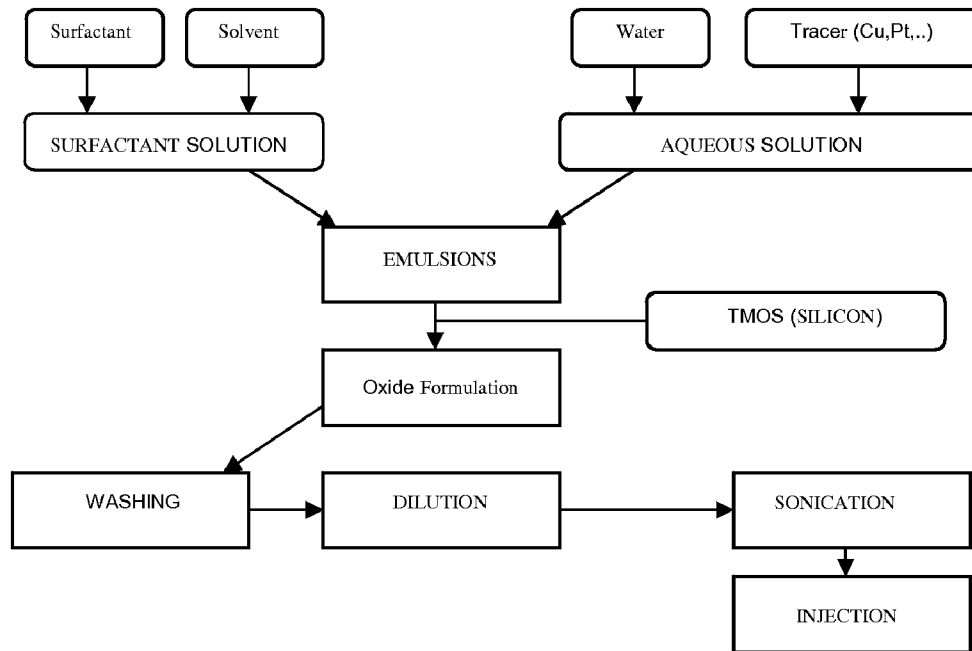 Surfactant
Solvent
Water
Tracer (Cu,Pt,..)
SURFACTANT SOLUTION
AQUEOUS SOLUTION
EMULSIONS
TMOS (SILICON)
Oxide Formulation
WASHING
DILUTION
SONICATION
INJECTION